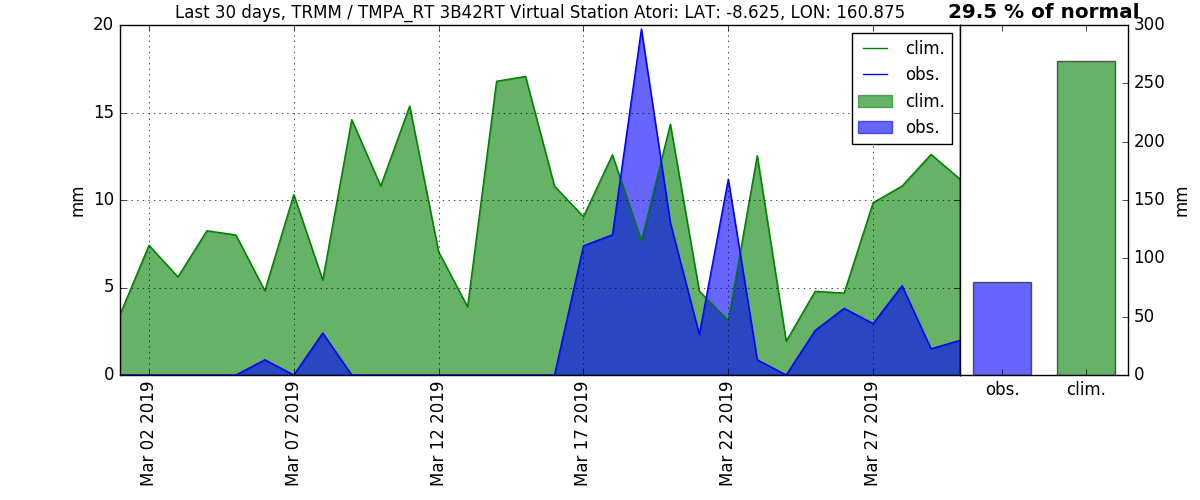 Last 30 days, TRMM / TMPA_RT 3B42RT Virtual Station Atori: LAT: -8.625, LON: 160.875
29.5 % of normal
20
15
10
5
0
mm
clim.
obs.
clim.
obs.
300
250
200
150
100
50
0
mm
obs.
clim.
Mar 02 2019
Mar 07 2019
Mar 12 2019
Mar 17 2019
Mar 22 2019
Mar 27 2019